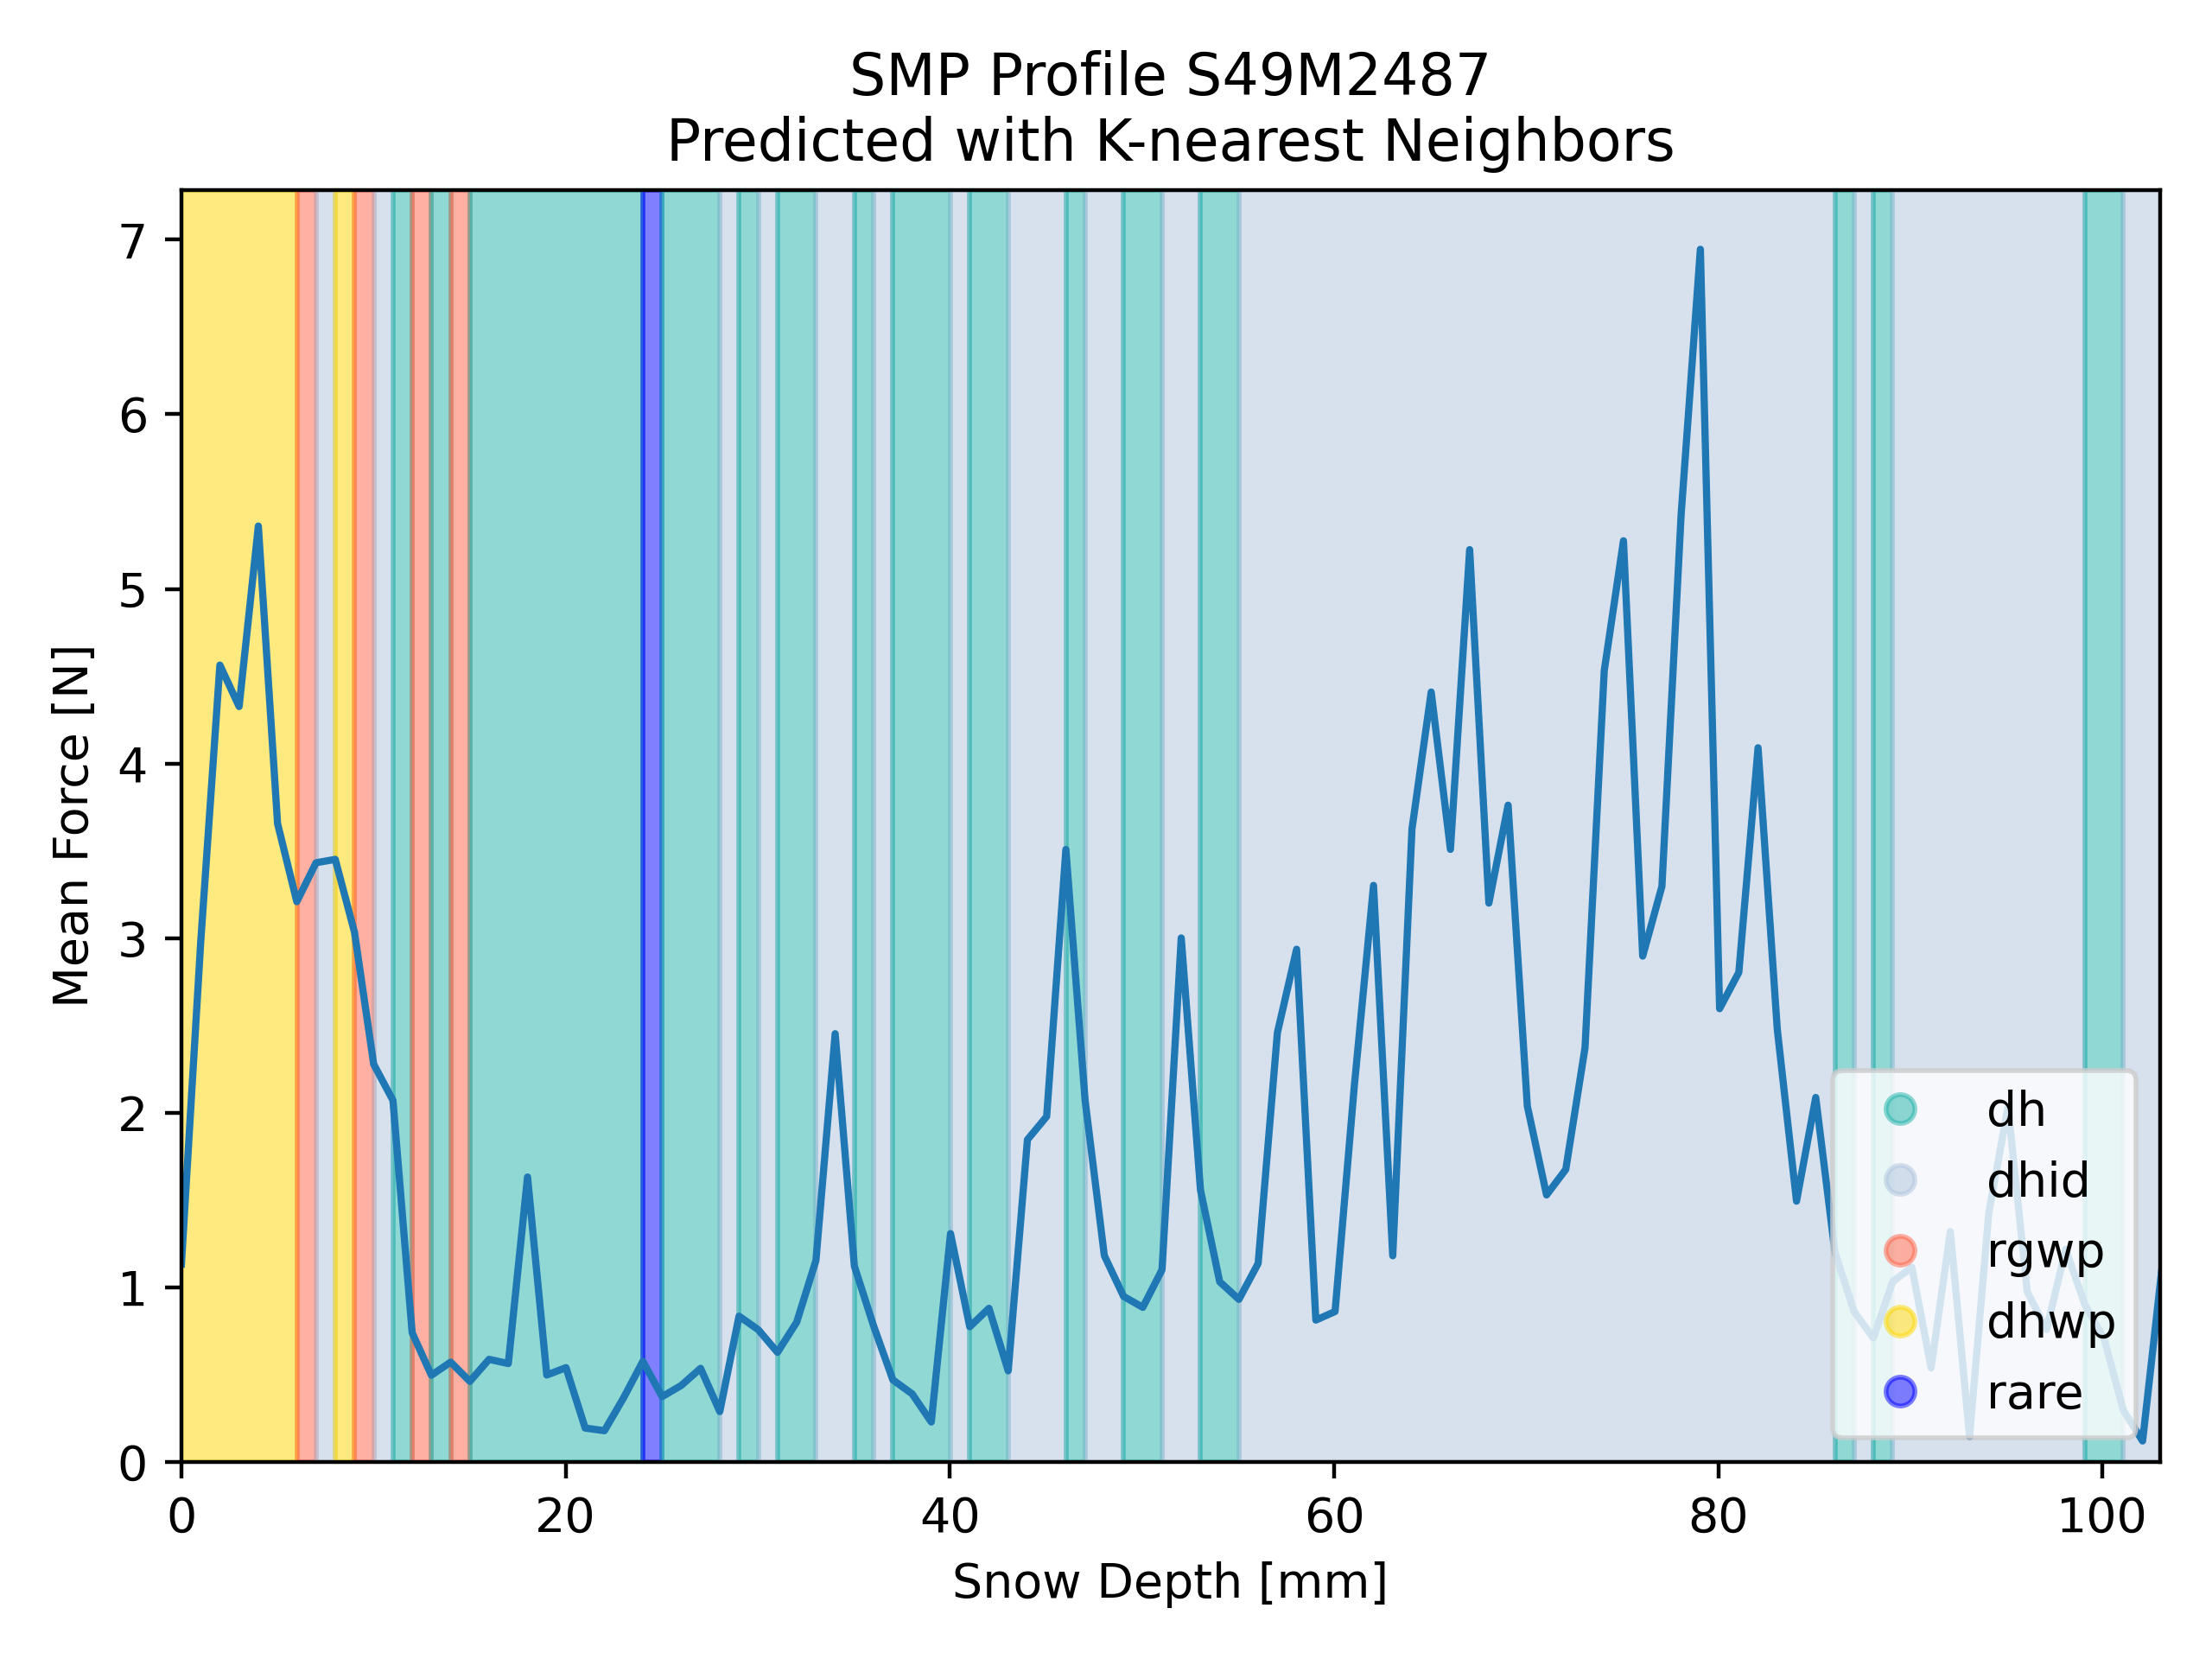 SMP Profile S49M2487
Predicted with K-nearest Neighbors
Mean Force [N]
7
6
5
4
3
2
1
0
0 20 40 60 80 100
Snow Depth [mm]
dh
dhid
rgwp
dhwp
rare